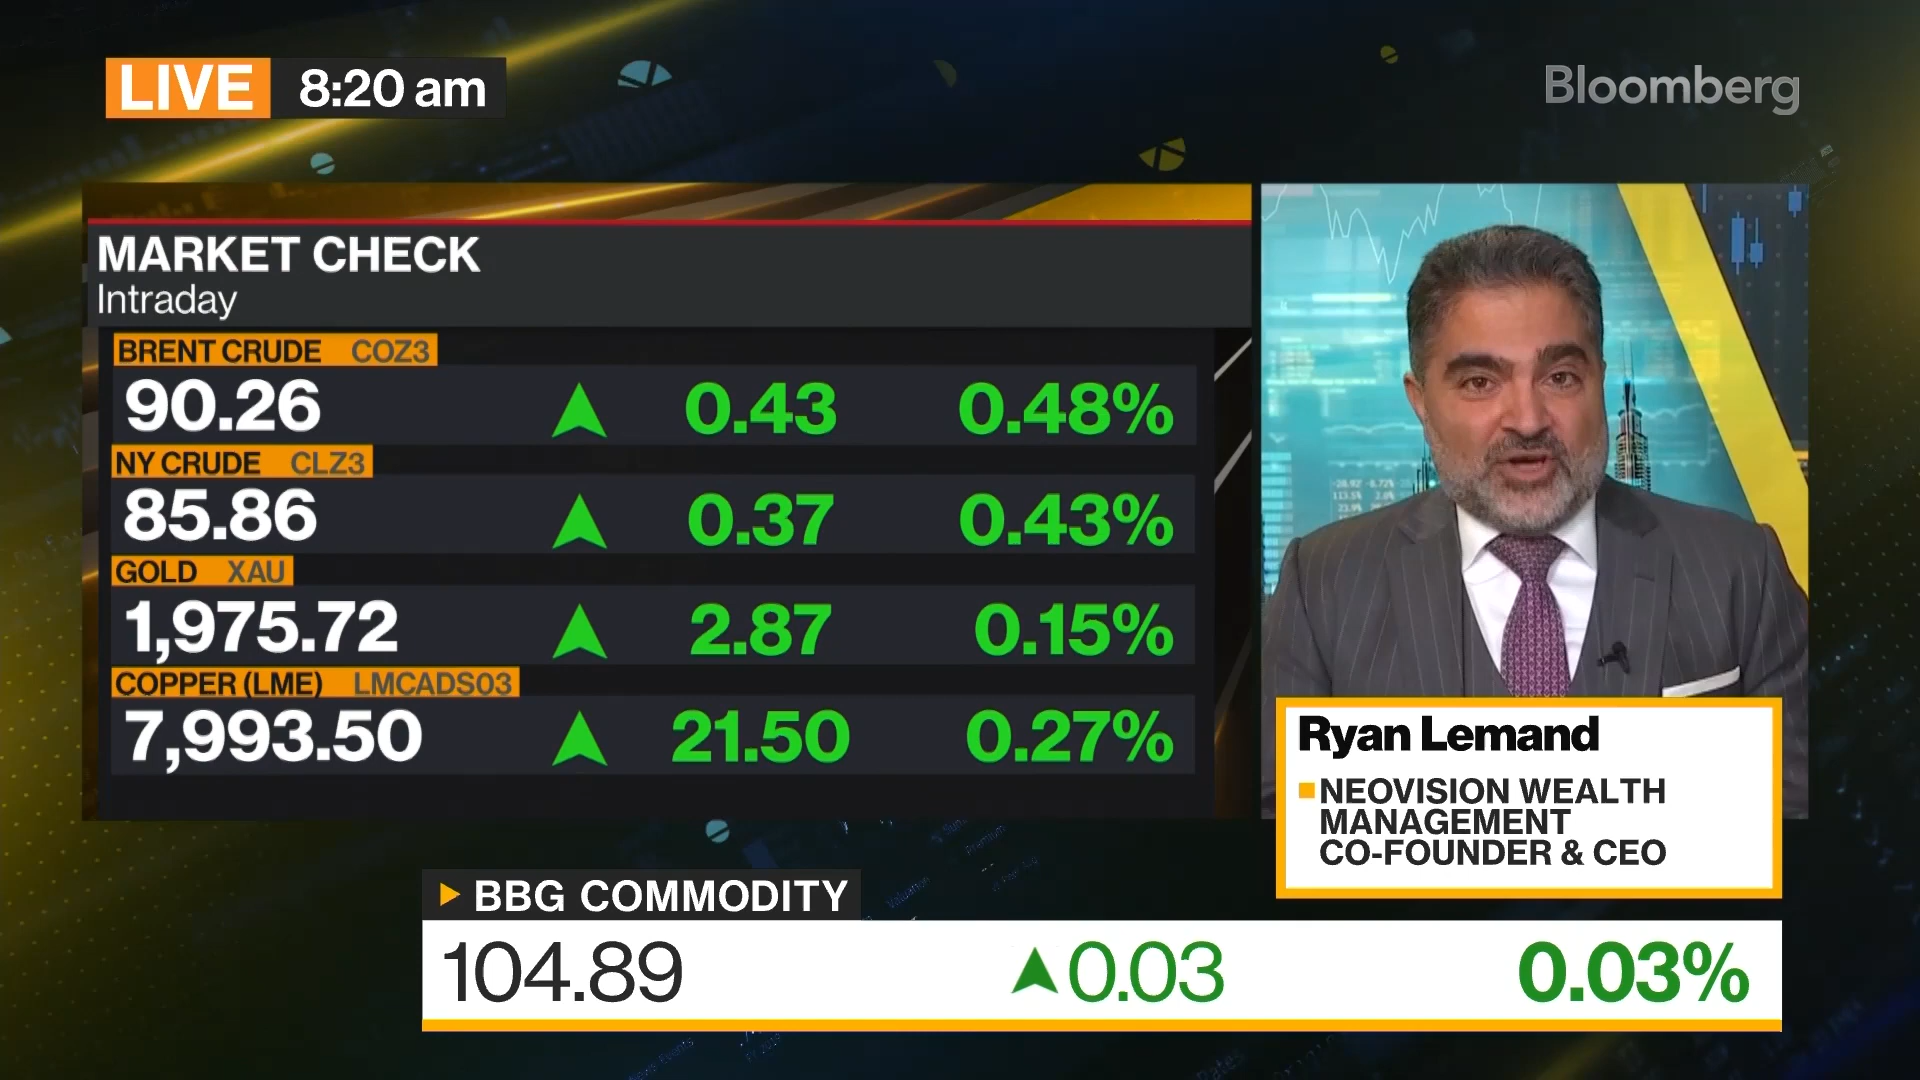 LIVE 8:20 am
Bloomberg
MARKET CHECK
Intraday
BRENT CRUDE COZ3
90.26 ▲ 0.43 0.48%
NY CRUDE CLZ3
85.86 ▲ 0.37 0.43%
GOLD XAU
1,975.72 ▲ 2.87 0.15%
COPPER (LME) LMCADS03
7,993.50 ▲ 21.50 0.27%
Ryan Lemand
NEOVISION WEALTH
MANAGEMENT
CO-FOUNDER & CEO
BBG COMMODITY
104.89 ▲0.03 0.03%